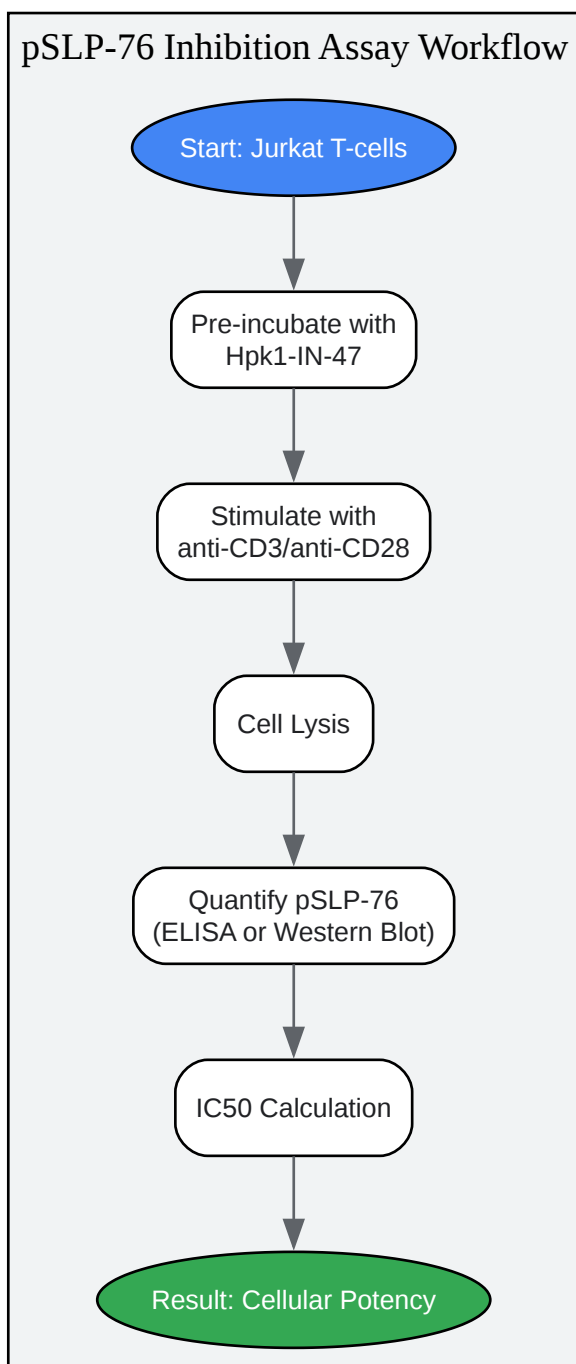 pSLP-76 Inhibition Assay Workflow
Start: Jurkat T-cells
Pre-incubate with
Hpk1-IN-47
Stimulate with
anti-CD3/anti-CD28
Cell Lysis
Quantify pSLP-76
(ELISA or Western Blot)
IC50 Calculation
Result: Cellular Potency